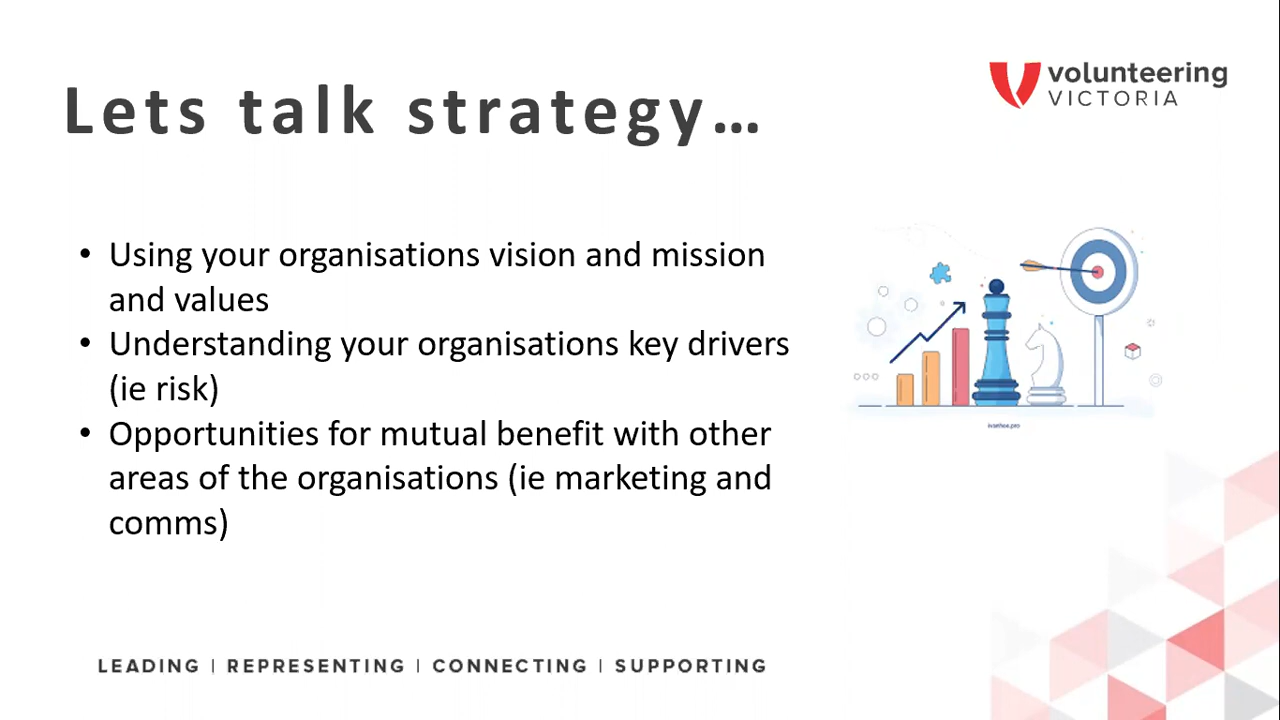 Lets talk strategy…
volunteering
VICTORIA
• Using your organisations vision and mission
and values
• Understanding your organisations key drivers
(ie risk)
• Opportunities for mutual benefit with other
areas of the organisations (ie marketing and
comms)
LEADING | REPRESENTING | CONNECTING | SUPPORTING